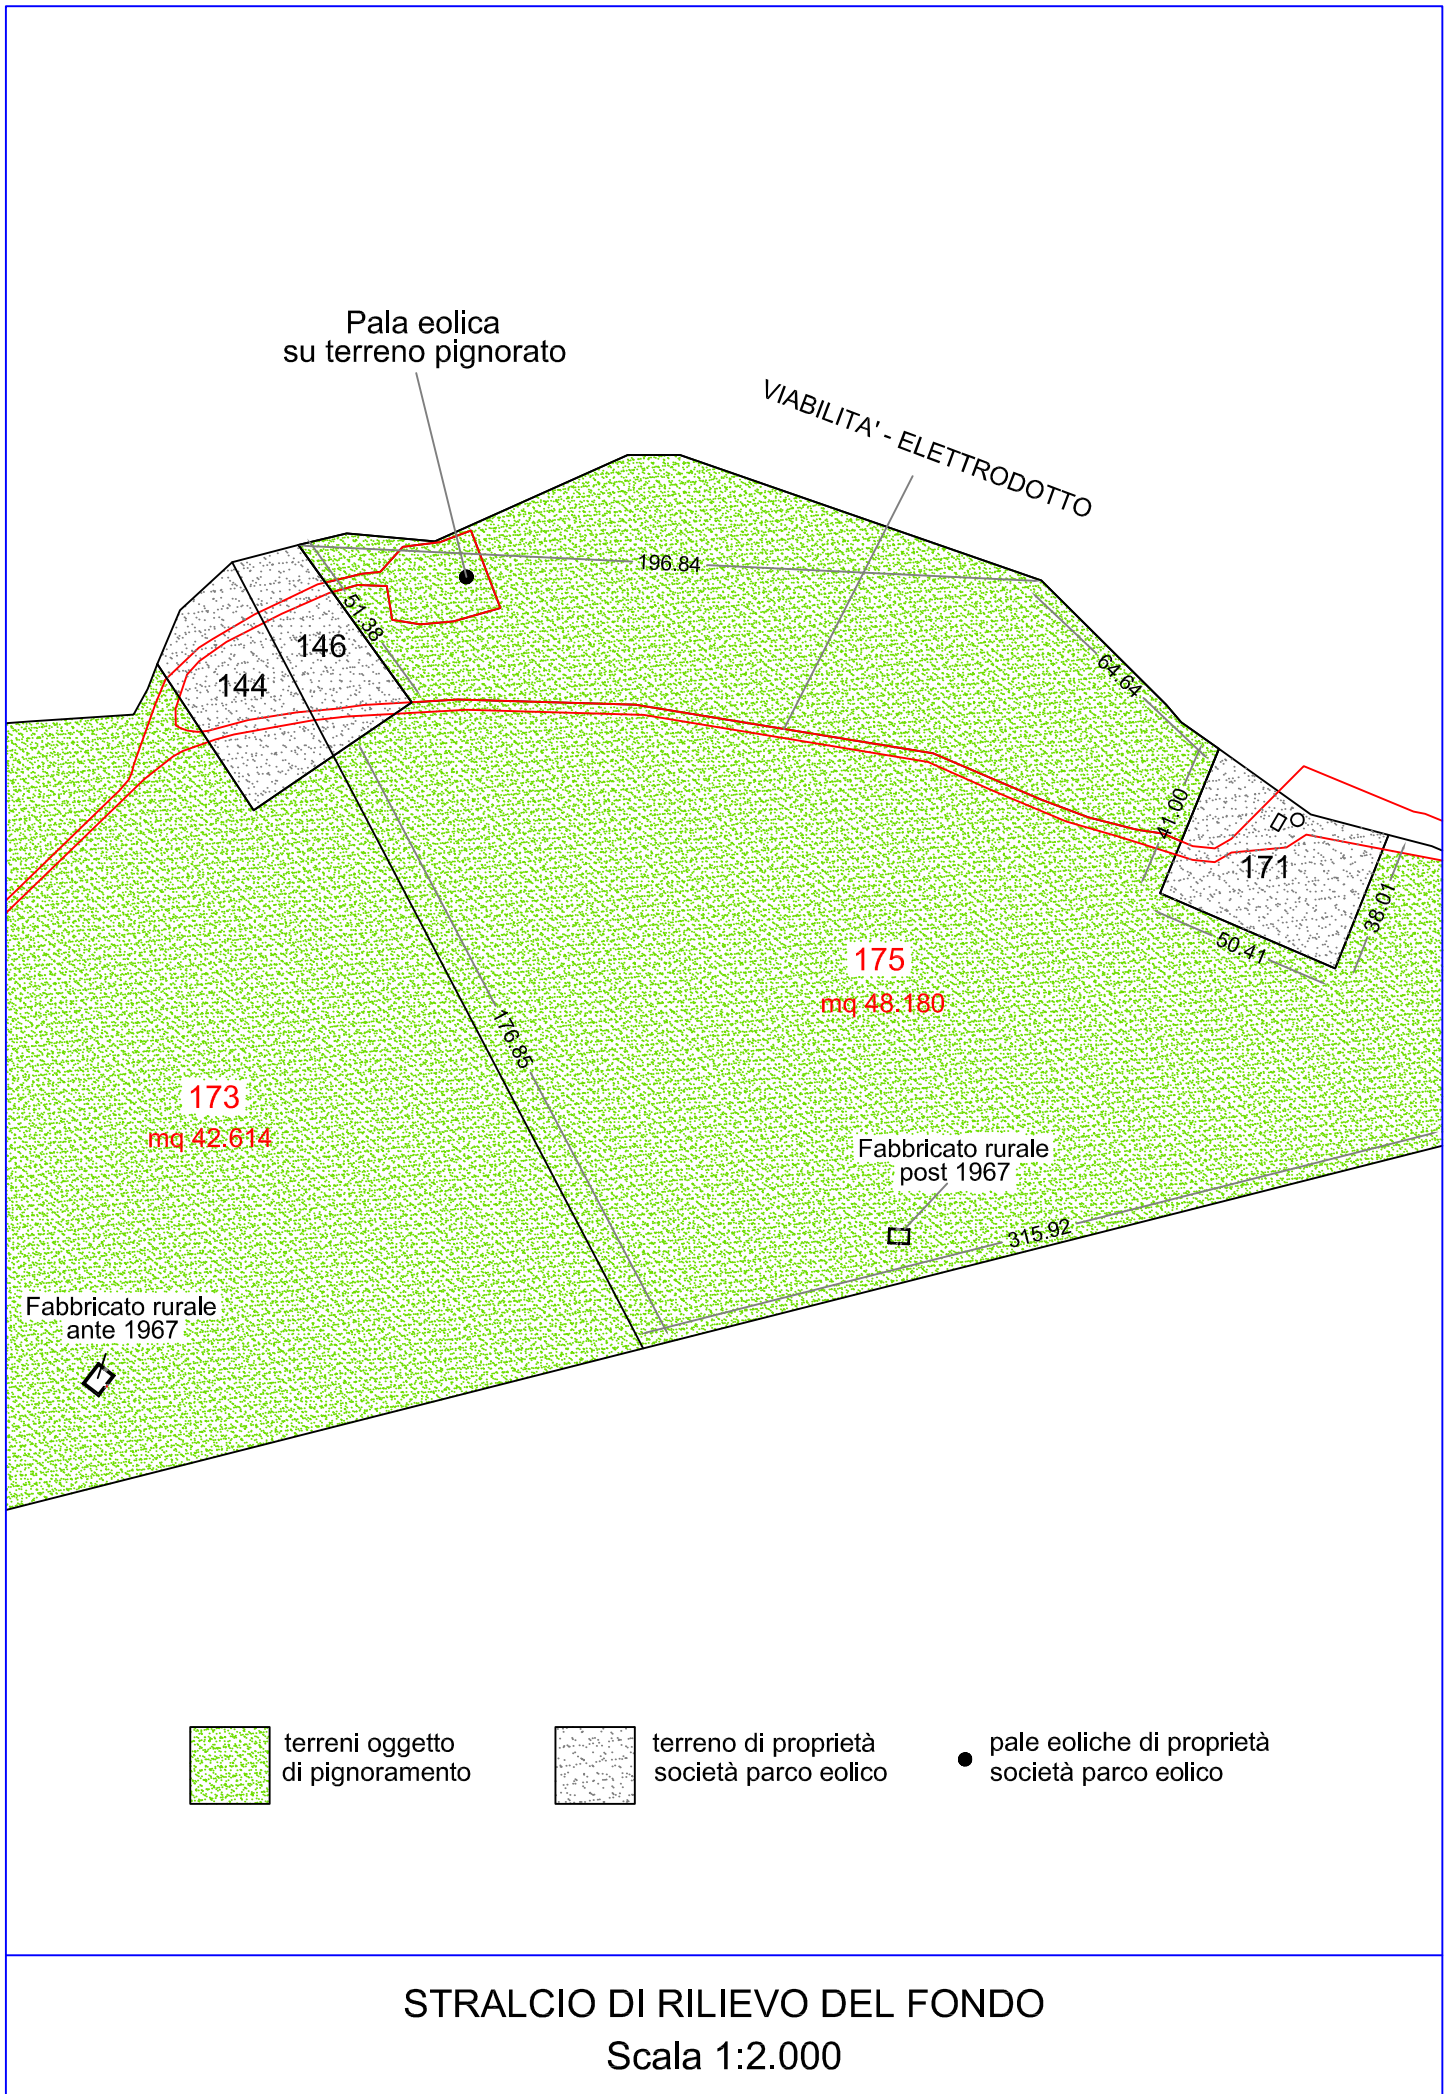 Pala eolica
su terreno pignorato
VIABILITA' - ELETTRODOTTO
196.84
51.38
146
144
64.64
41.00
171
38.01
50.41
175
mq 48.180
176.85
173
mq 42.614
Fabbricato rurale
post 1967
315.92
Fabbricato rurale
ante 1967
terreni oggetto
di pignoramento
terreno di proprietà
società parco eolico
pale eoliche di proprietà
società parco eolico
STRALCIO DI RILIEVO DEL FONDO
Scala 1:2.000